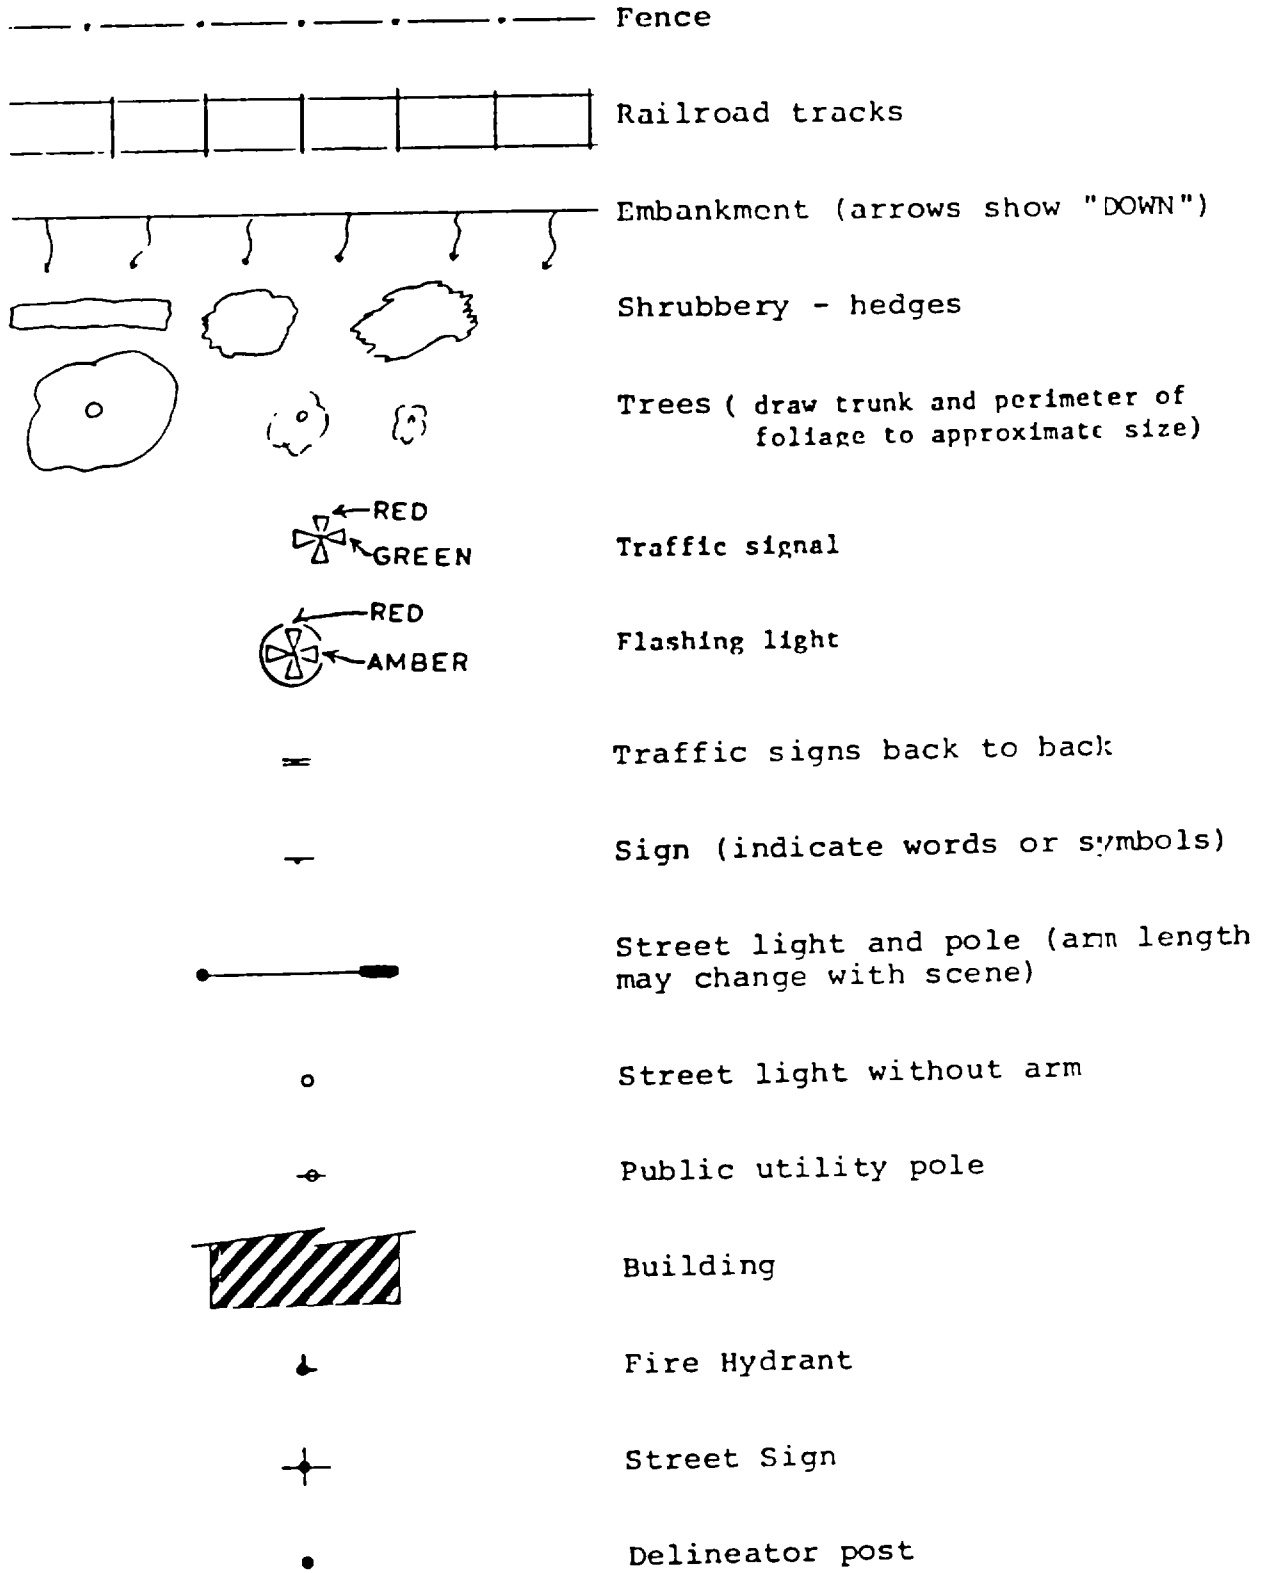 Fence
Railroad tracks
Embankment (arrows show "DOWN")
Shrubbery - hedges
Trees ( draw trunk and perimeter of
foliage to approximate size)
RED
GREEN
Traffic signal
RED
AMBER
Flashing light
Traffic signs back to back
Sign (indicate words or symbols)
Street light and pole (arm length
may change with scene)
Street light without arm
Public utility pole
Building
Fire Hydrant
Street Sign
Delineator post